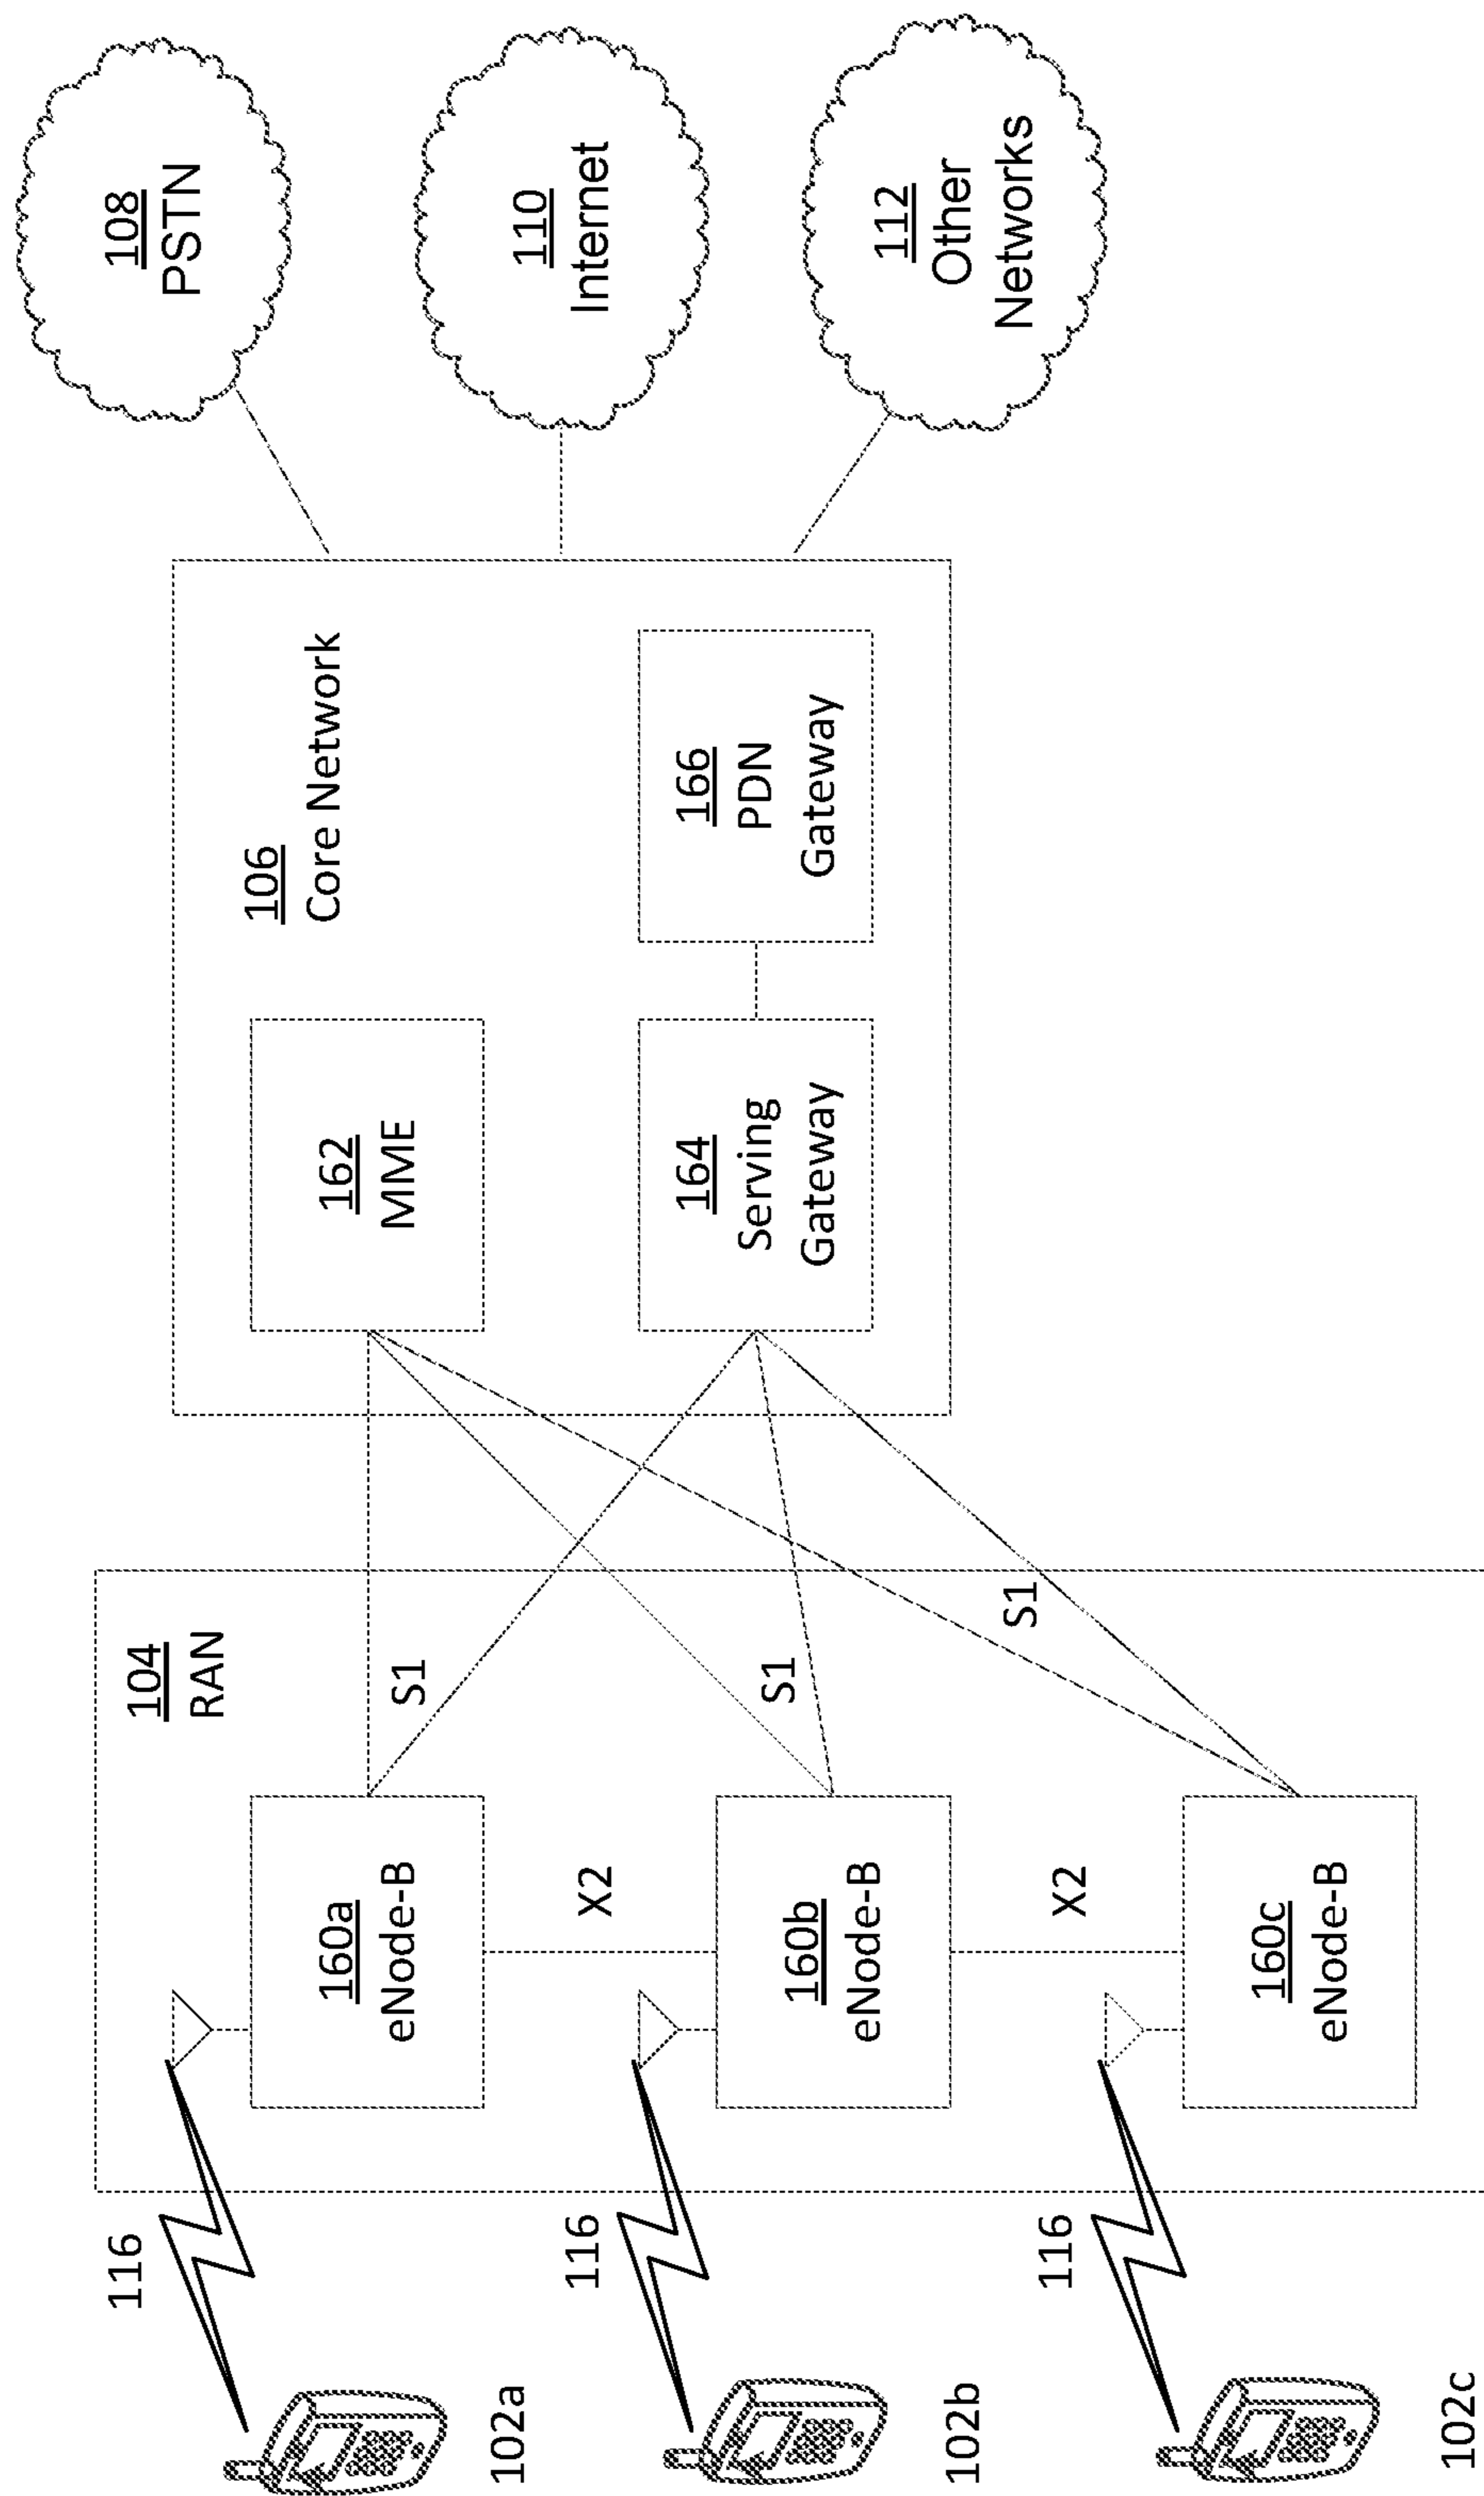 102a
116
104
RAN
160a
eNode-B
S1
162
MME
106
Core Network
108
PSTN
X2
102b
116
160b
eNode-B
S1
164
Serving
Gateway
166
PDN
Gateway
110
Internet
X2
102c
116
160c
eNode-B
S1
112
Other
Networks